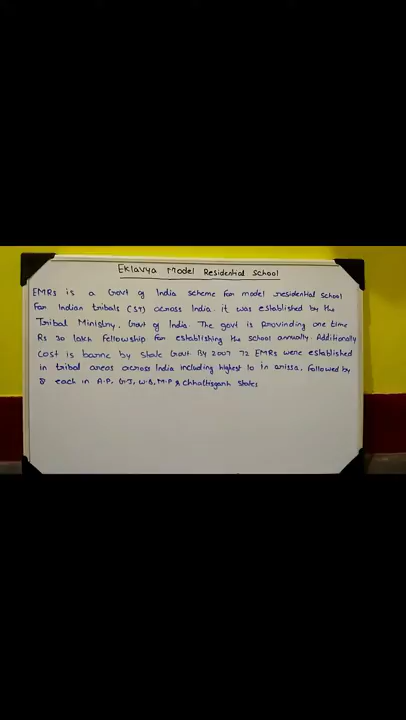 Eklavya Model Residential School
EMRs is a Govt of India scheme for model residential school
for Indian tribals (ST) across India. it was established by the
Tribal Ministry, Govt of India. The govt is provinding one time
Rs 30 lakh fellowship for establishing the school annually. Additionally
cost is barne by state Govt. By 2007 72 EMRs were established
in tribal areas across India including highest 10 in orissa. Followed by
8 each in A.P, GJ, W.B, M.P & Chhattisgarh States